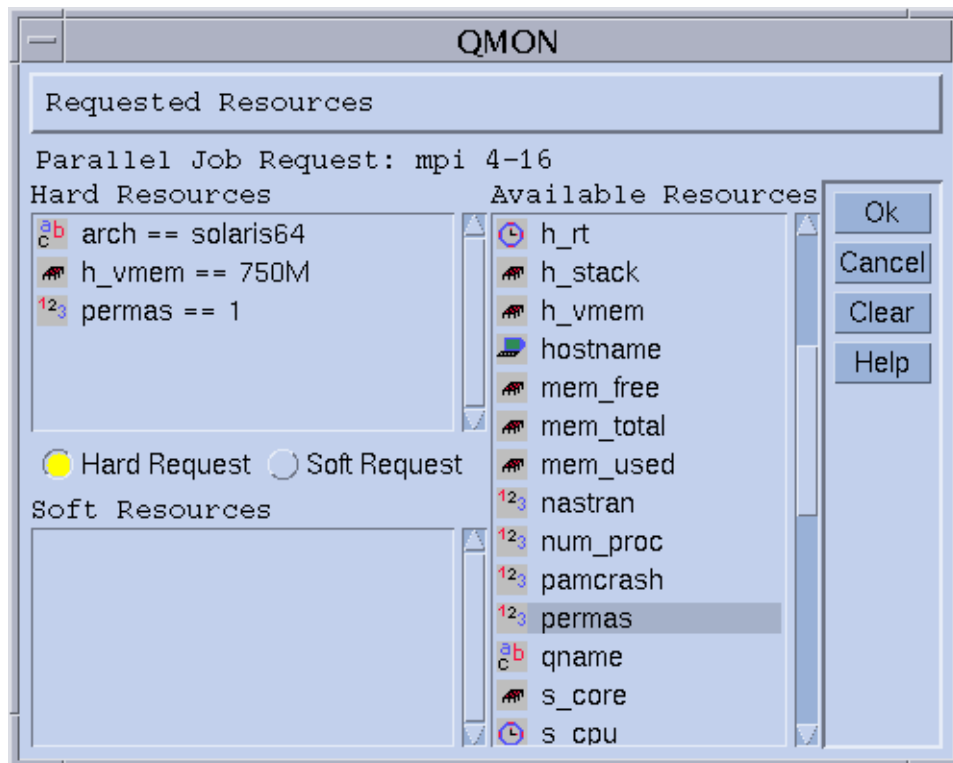 QMON
Requested Resources
Parallel Job Request: mpi 4-16
Hard Resources
arch == solaris64
h_vmem == 750M
permas == 1
Hard Request
Soft Request
Soft Resources
Available Resources
h_rt
h_stack
h_vmem
hostname
mem_free
mem_total
mem_used
nastran
num_proc
pamcrash
permas
qname
s_core
s_cpu
Ok
Cancel
Clear
Help